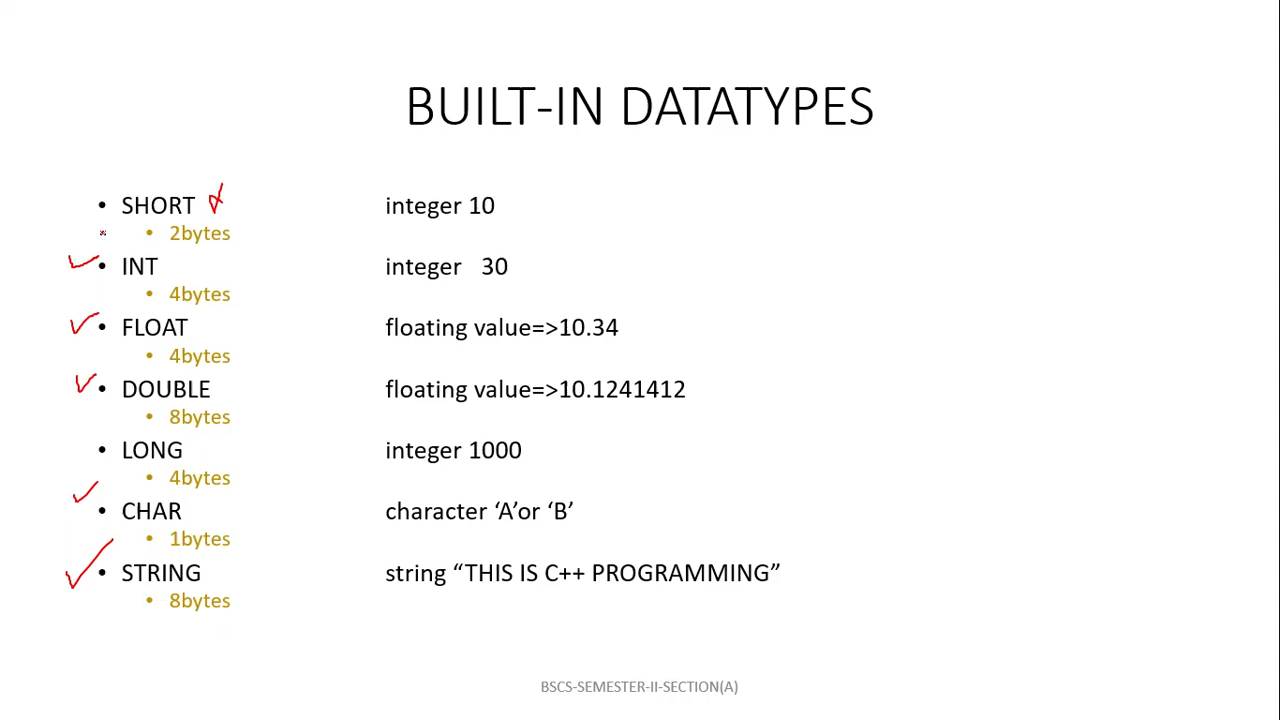 BUILT-IN DATATYPES
• SHORT integer 10
• 2bytes
• INT integer 30
• 4bytes
• FLOAT floating value=>10.34
• 4bytes
• DOUBLE floating value=>10.1241412
• 8bytes
• LONG integer 1000
• 4bytes
• CHAR character ‘A’or ‘B’
• 1bytes
• STRING string “THIS IS C++ PROGRAMMING”
• 8bytes
BSCS-SEMESTER-II-SECTION(A)